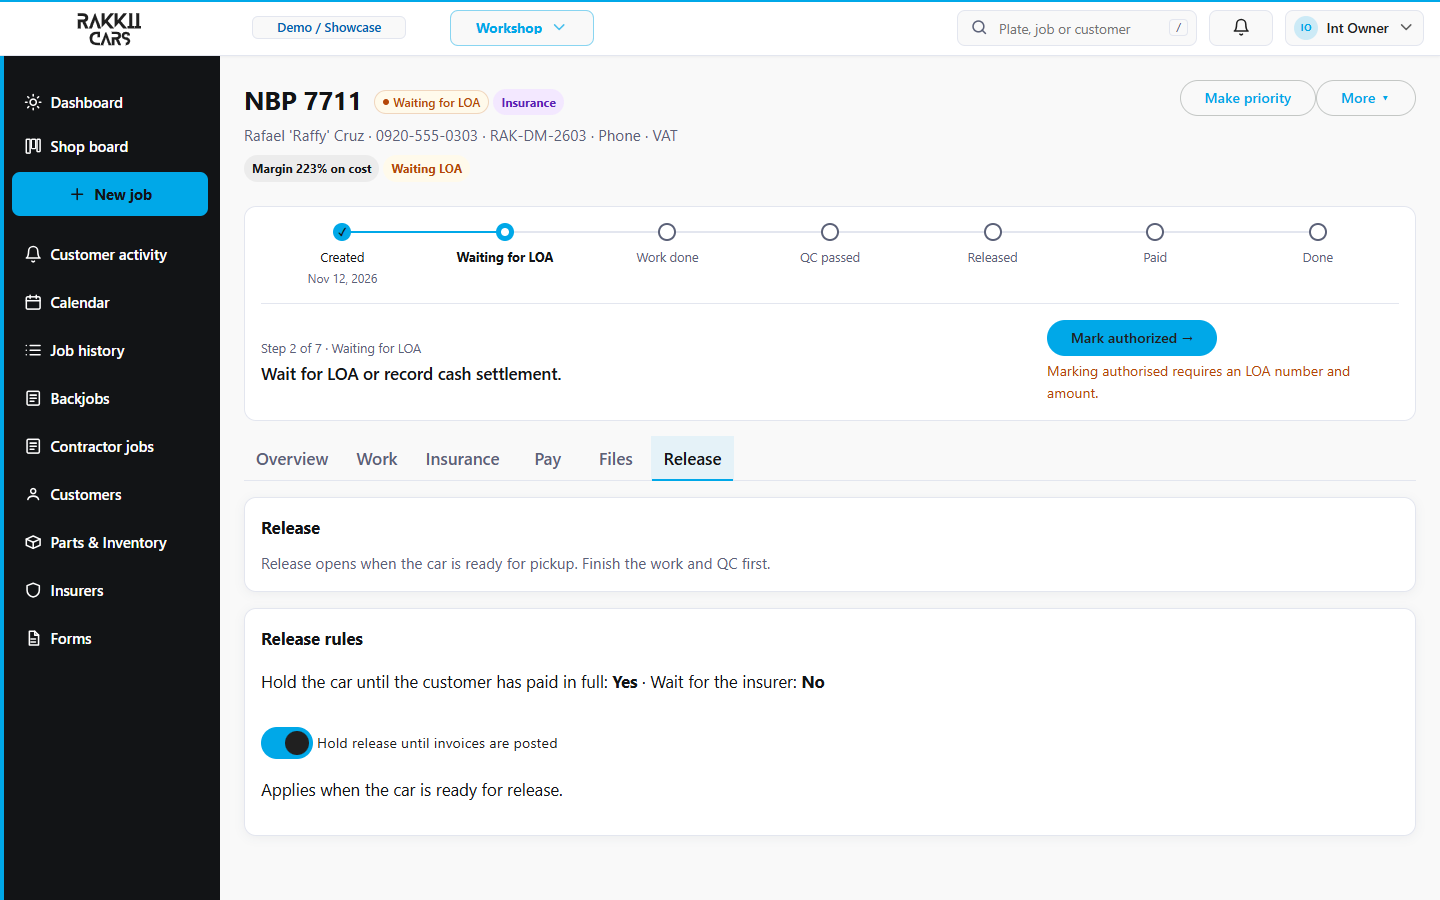 RAKKII
CARS
Demo / Showcase
Workshop
Plate, job or customer
/
IO
Int Owner
Dashboard
Shop board
+ New job
Customer activity
Calendar
Job history
Backjobs
Contractor jobs
Customers
Parts & Inventory
Insurers
Forms
NBP 7711
Waiting for LOA
Insurance
Make priority
More
Rafael 'Raffy' Cruz · 0920-555-0303 · RAK-DM-2603 · Phone · VAT
Margin 223% on cost
Waiting LOA
Created
Nov 12, 2026
Waiting for LOA
Work done
QC passed
Released
Paid
Done
Step 2 of 7 · Waiting for LOA
Wait for LOA or record cash settlement.
Mark authorized →
Marking authorised requires an LOA number and
amount.
Overview
Work
Insurance
Pay
Files
Release
Release
Release opens when the car is ready for pickup. Finish the work and QC first.
Release rules
Hold the car until the customer has paid in full: Yes · Wait for the insurer: No
Hold release until invoices are posted
Applies when the car is ready for release.